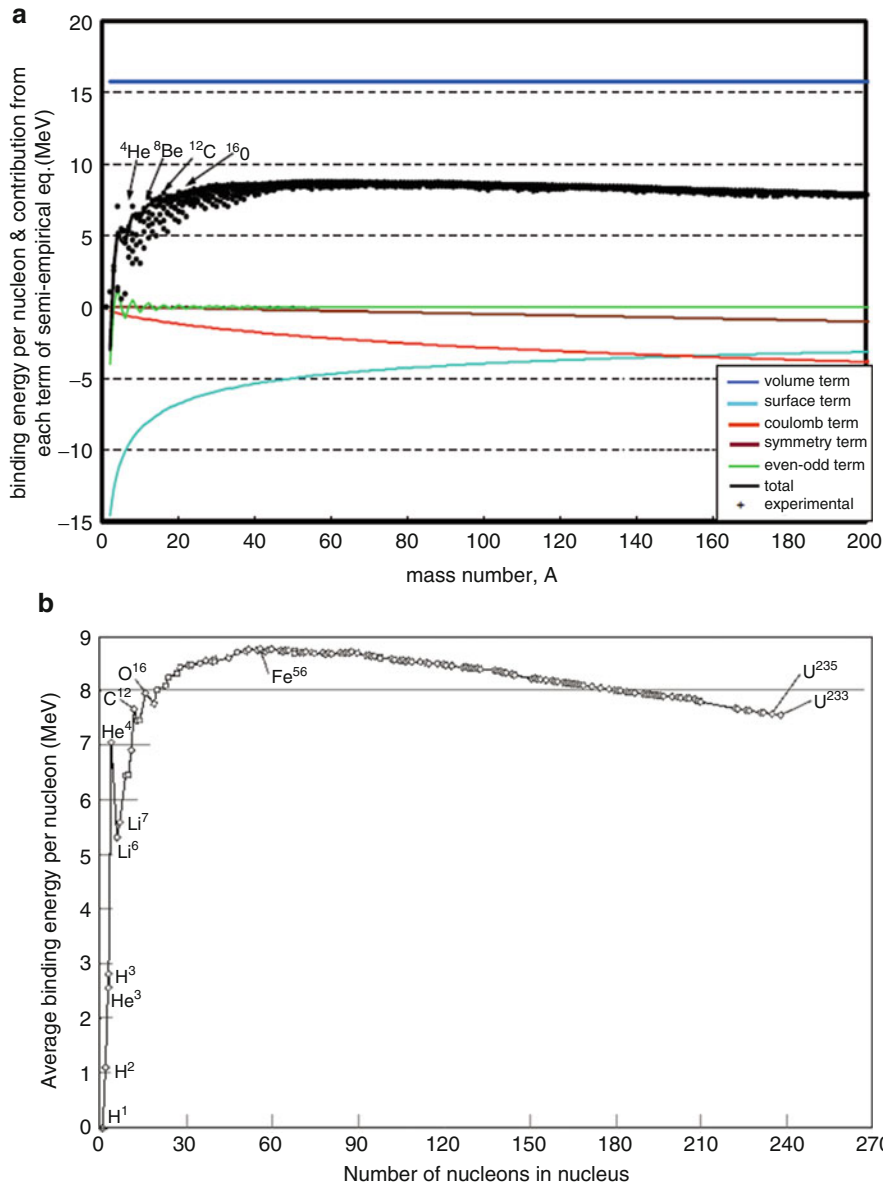 a
binding energy per nucleon & contribution from
each term of semi-empirical eq.(MeV)
20
15
10
5
0
−5
−10
−15
⁴He ⁸Be ¹²C ¹⁶0
volume term
surface term
coulomb term
symmetry term
even-odd term
total
experimental
0 20 40 60 80 100 120 140 160 180 200
mass number, A
b
Average binding energy per nucleon (MeV)
9
8
7
6
5
4
3
2
1
0
O¹⁶
C¹²
He⁴
Li⁷
Li⁶
H³
He³
H²
H¹
Fe⁵⁶
U²³⁵
U²³³
0 30 60 90 120 150 180 210 240 270
Number of nucleons in nucleus